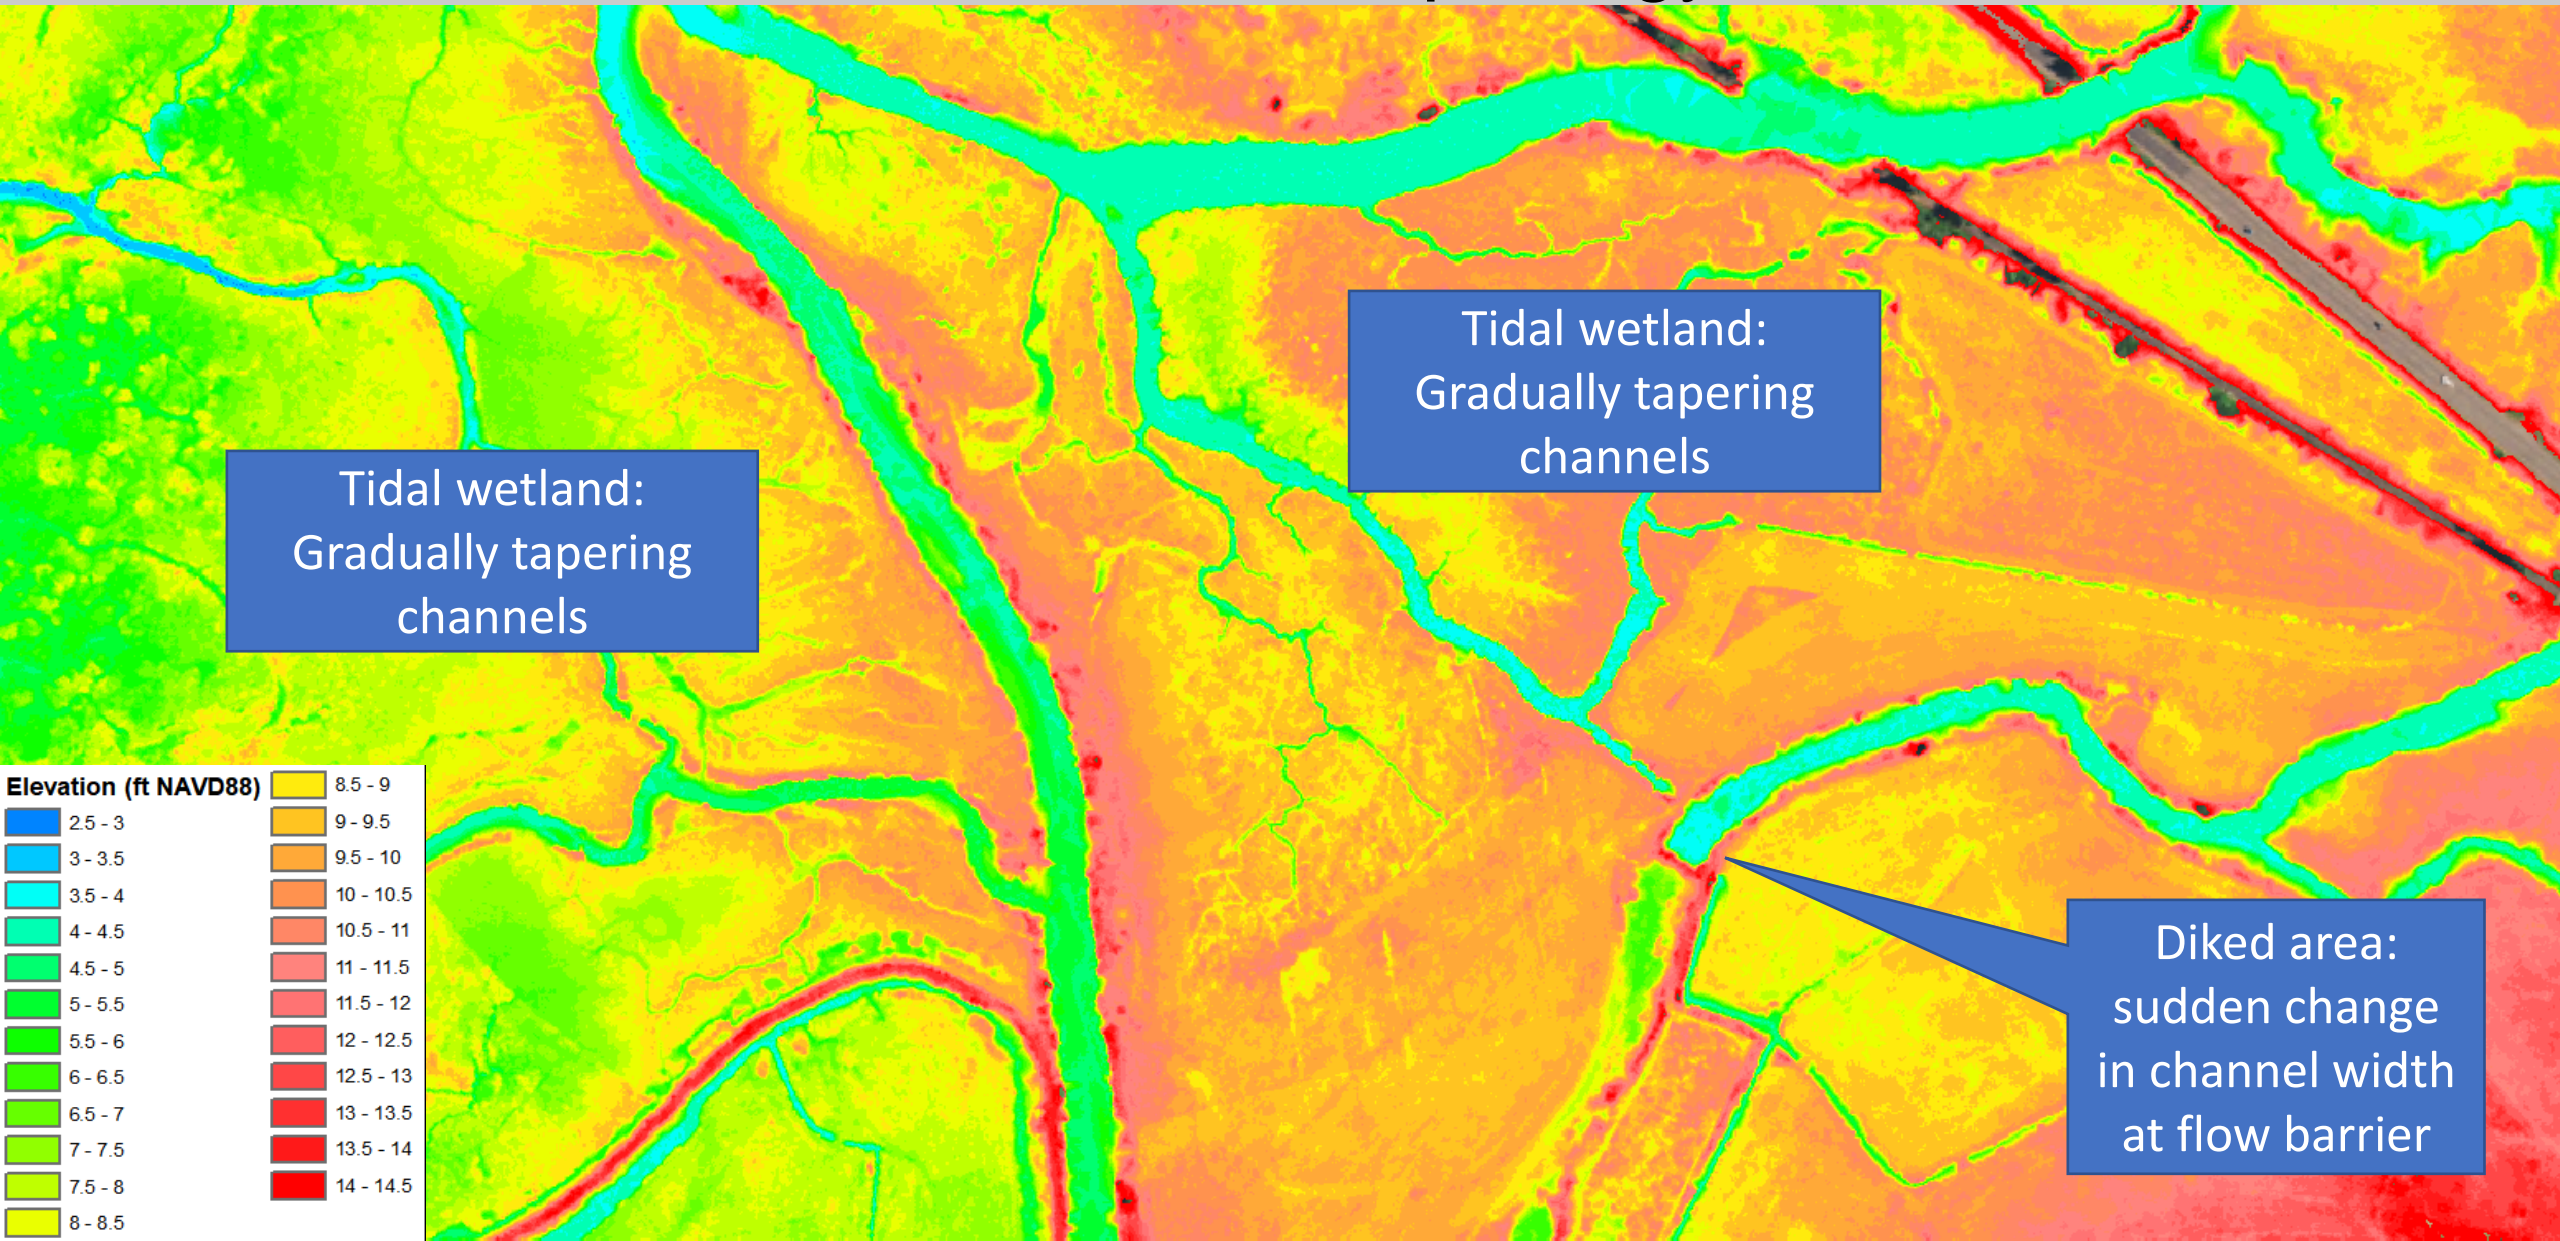 Tidal wetland:
Gradually tapering
channels
Tidal wetland:
Gradually tapering
channels
Diked area:
sudden change
in channel width
at flow barrier
Elevation (ft NAVD88)
2.5 - 3
3 - 3.5
3.5 - 4
4 - 4.5
4.5 - 5
5 - 5.5
5.5 - 6
6 - 6.5
6.5 - 7
7 - 7.5
7.5 - 8
8 - 8.5
8.5 - 9
9 - 9.5
9.5 - 10
10 - 10.5
10.5 - 11
11 - 11.5
11.5 - 12
12 - 12.5
12.5 - 13
13 - 13.5
13.5 - 14
14 - 14.5